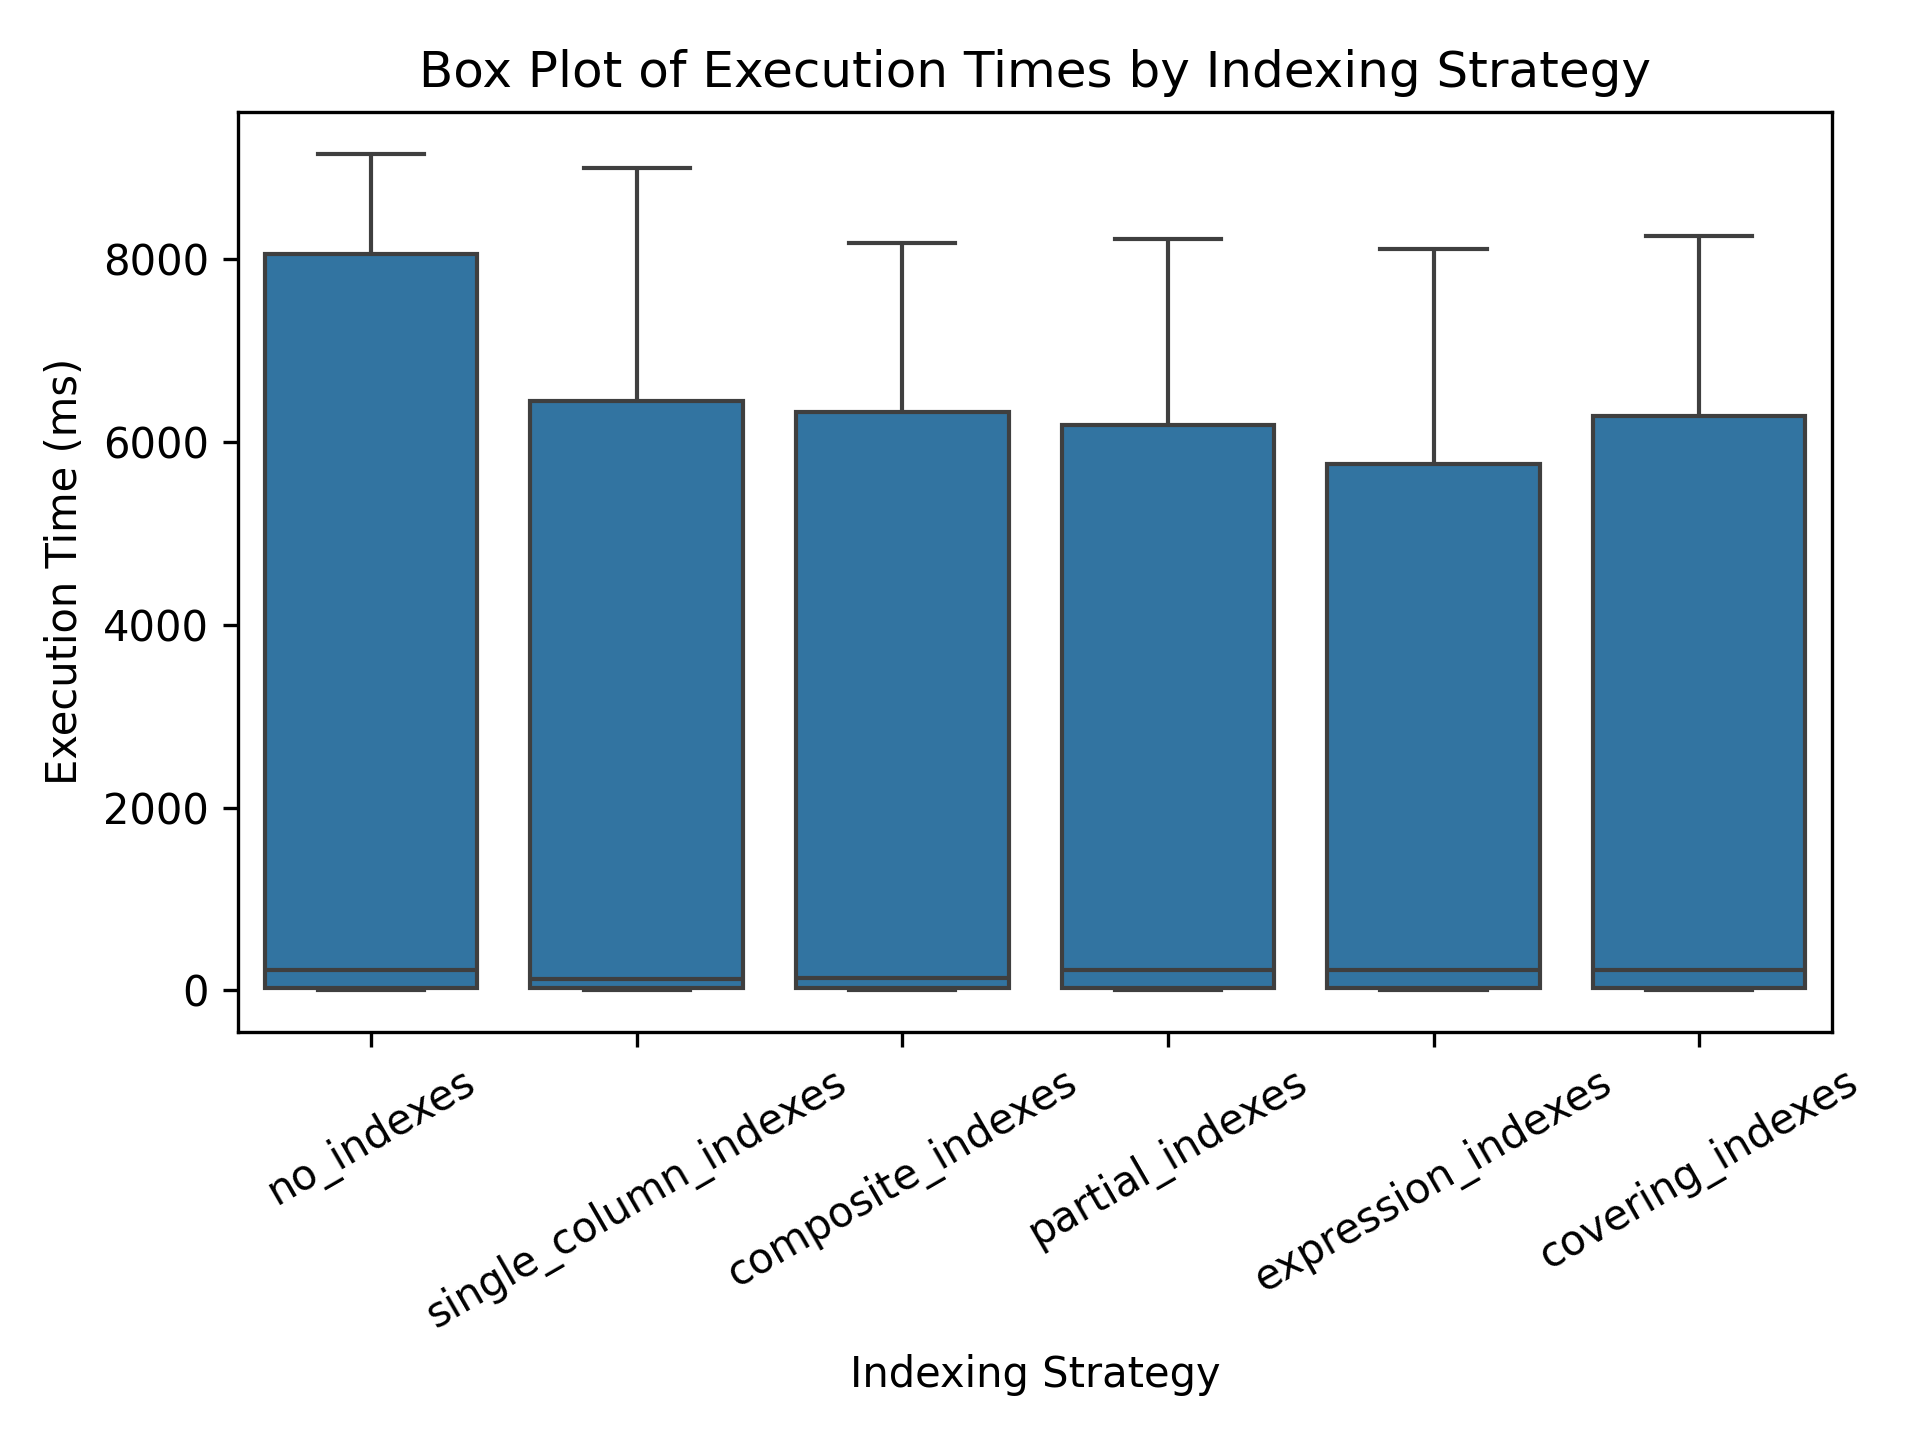 Box Plot of Execution Times by Indexing Strategy
Execution Time (ms)
8000
6000
4000
2000
0
no_indexes
single_column_indexes
composite_indexes
partial_indexes
expression_indexes
covering_indexes
Indexing Strategy